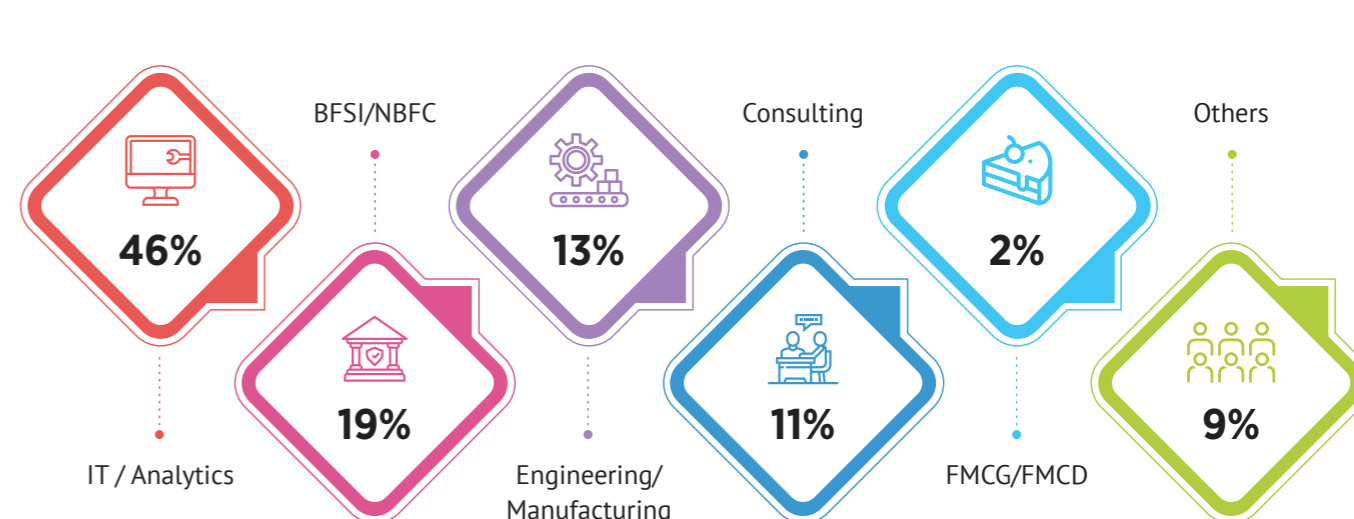 BFSI/NBFC
Consulting
Others
46%
13%
2%
19%
11%
9%
IT / Analytics
Engineering/
Manufacturing
FMCG/FMCD